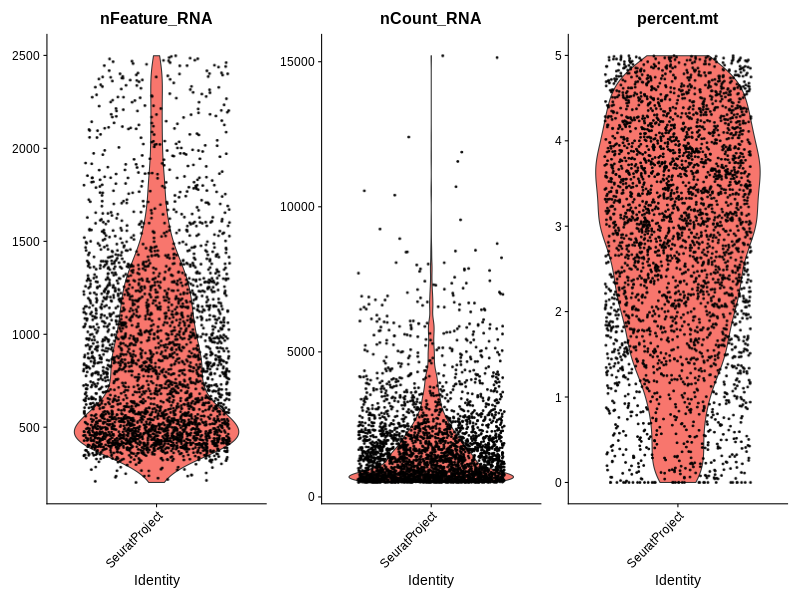 nFeature_RNA
2500
2000
1500
1000
500
SeuratProject
Identity
nCount_RNA
15000
10000
5000
0
SeuratProject
Identity
percent.mt
5
4
3
2
1
0
SeuratProject
Identity